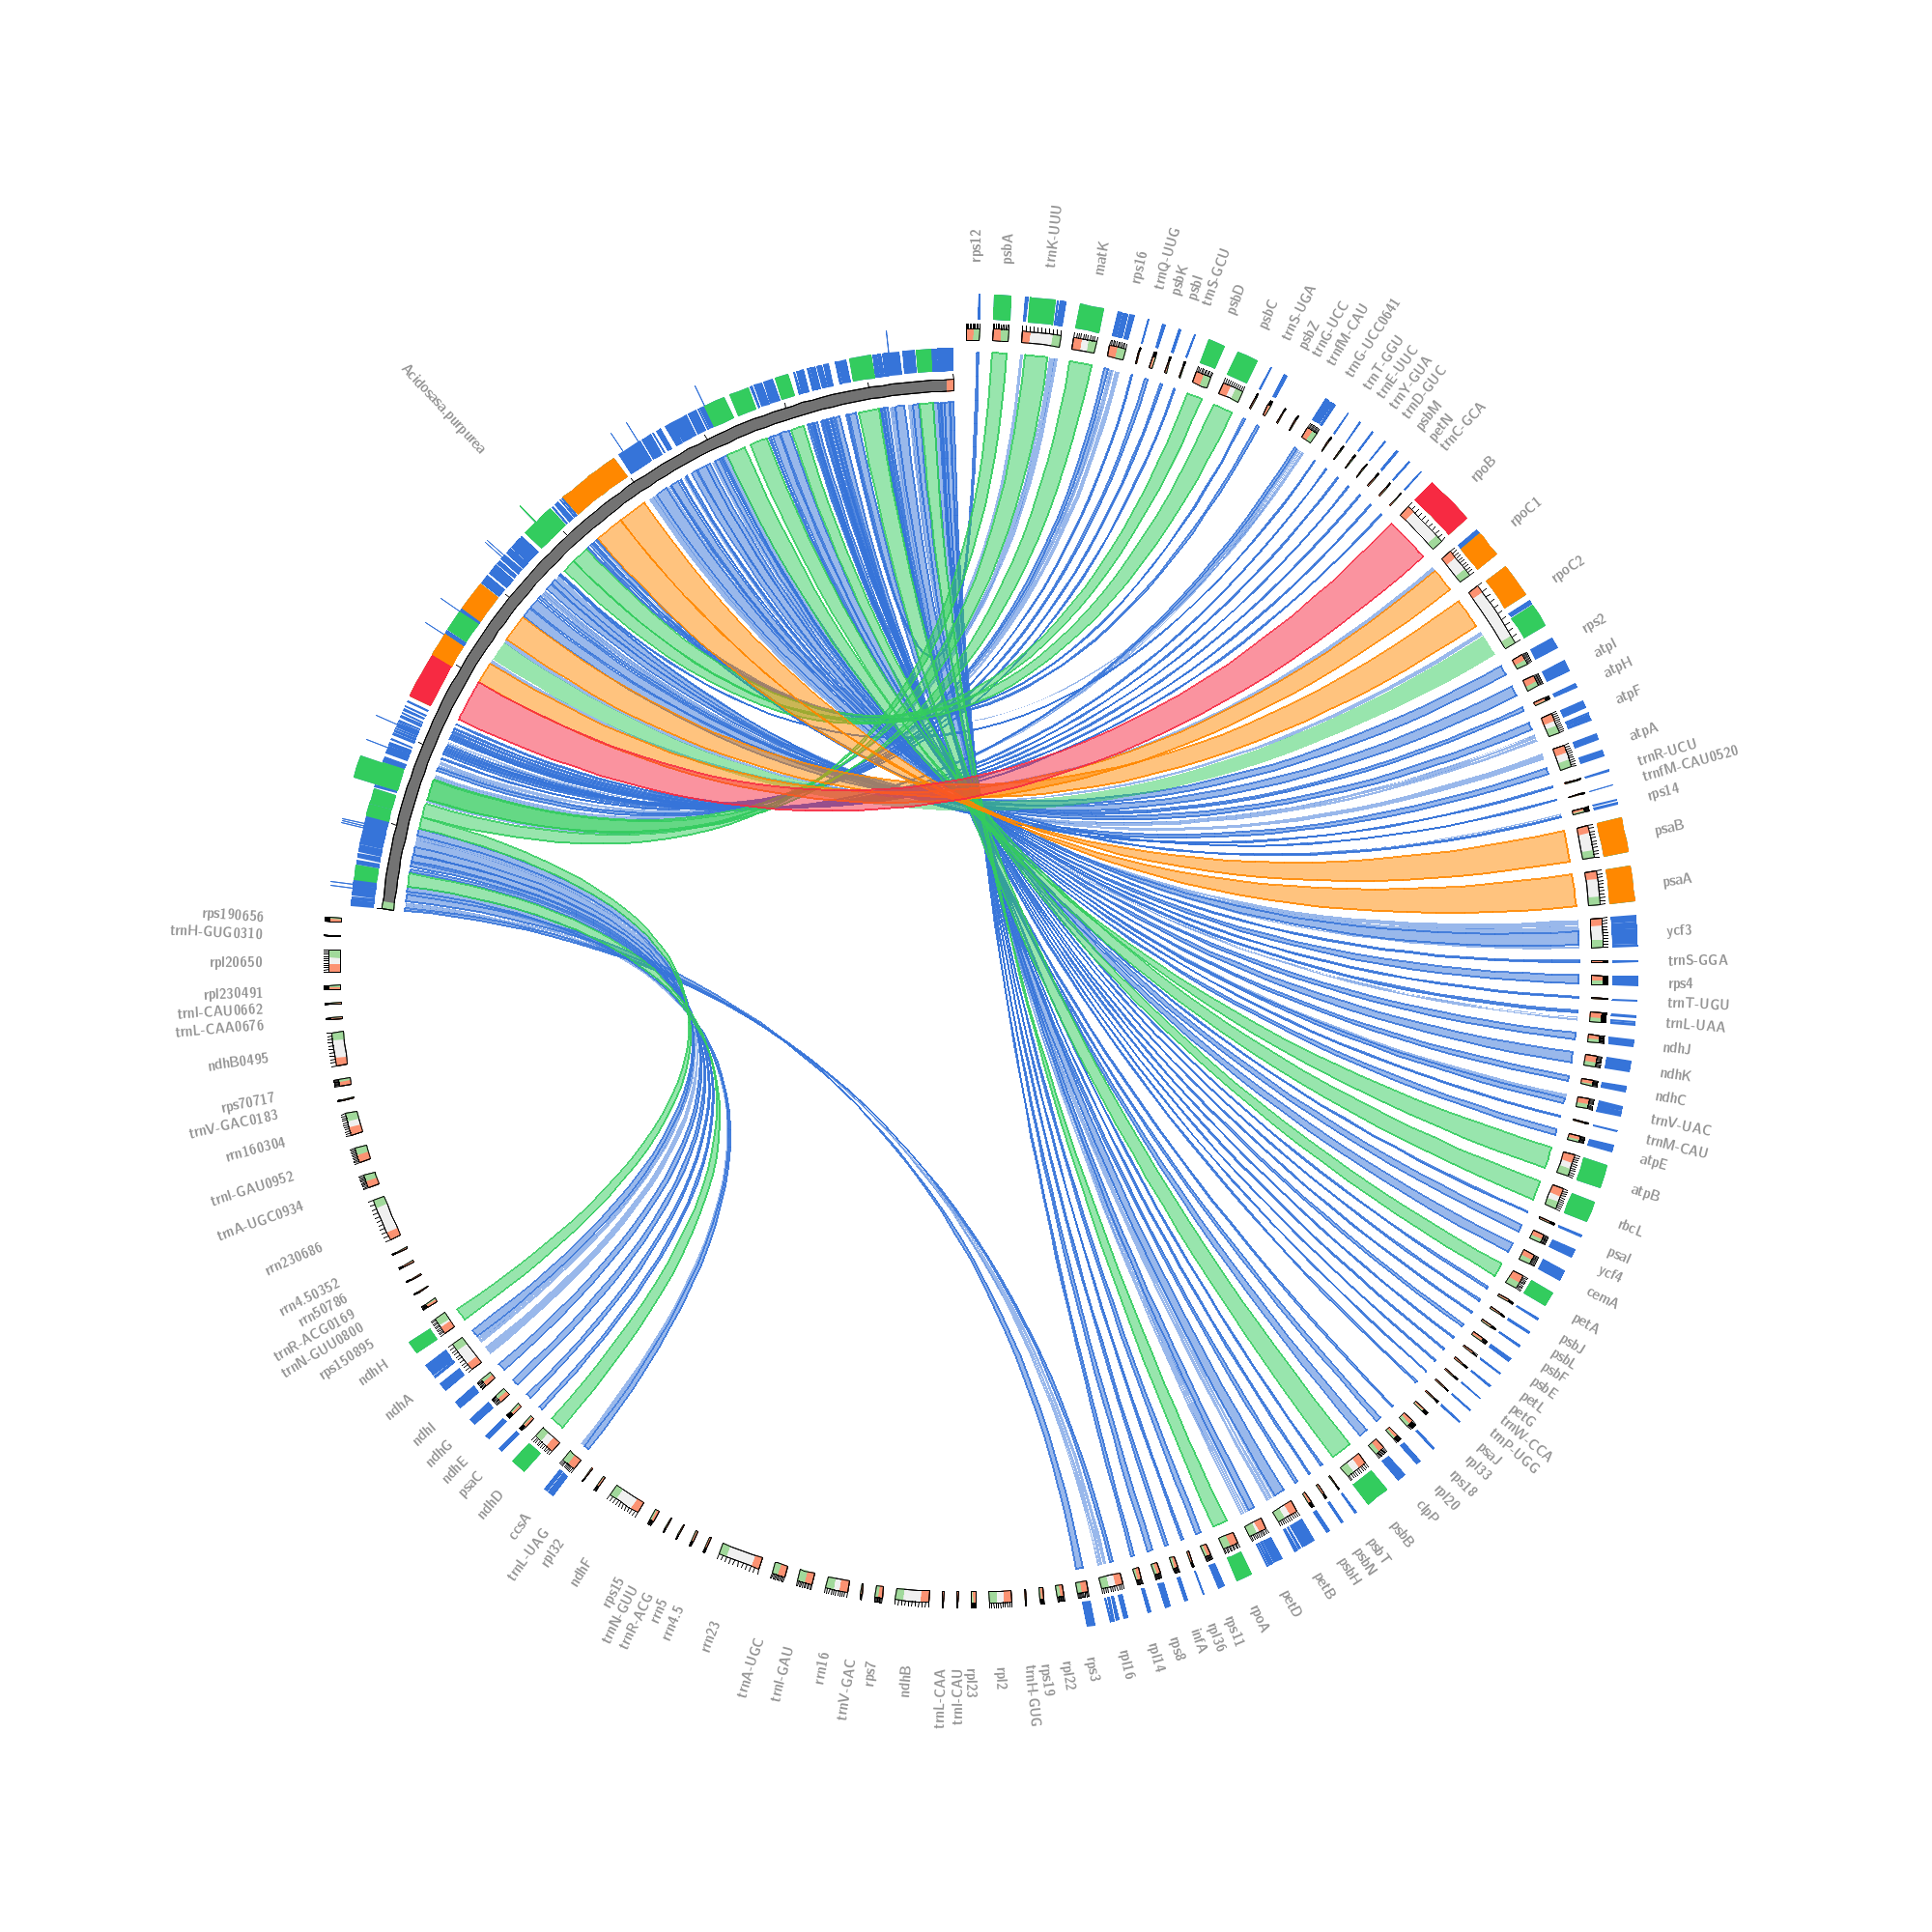 Acidosasa.purpurea
rps12
psbA
trnK-UUU
matK
rps16
trnQ-UUG
psbK
psbI
trnS-GCU
psbD
psbC
trnS-UGA
psbZ
trnG-UCC
trnfM-CAU
trnG-UCC0641
trnT-GGU
trnE-UUC
trnY-GUA
trnD-GUC
psbM
petN
trnC-GCA
rpoB
rpoC1
rpoC2
rps2
atpI
atpH
atpF
atpA
trnR-UCU
trnfM-CAU0520
rps14
psaB
psaA
ycf3
trnS-GGA
rps4
trnT-UGU
trnL-UAA
ndhJ
ndhK
ndhC
trnV-UAC
trnM-CAU
atpE
atpB
rbcL
psaI
ycf4
cemA
petA
psbJ
psbL
psbF
psbE
petL
petG
trnW-CCA
trnP-UGG
psaJ
rpl33
rps18
rpl20
clpP
psbB
psbT
psbN
psbH
petB
petD
rpoA
rps11
rpl36
infA
rps8
rpl14
rpl16
rps3
rpl22
rps19
trnH-GUG
rpl2
rpl23
trnI-CAU
trnL-CAA
ndhB
rps7
trnV-GAC
rrn16
trnI-GAU
trnA-UGC
rrn23
rrn4.5
rrn5
trnR-ACG
trnN-GUU
rps15
ndhF
rpl32
trnL-UAG
ccsA
ndhD
psaC
ndhE
ndhG
ndhI
ndhA
ndhH
rps150895
trnN-GUU0800
trnR-ACG0169
rrn50786
rrn4.50352
rrn230686
trnA-UGC0934
trnI-GAU0952
rrn160304
trnV-GAC0183
rps70717
ndhB0495
trnL-CAA0676
trnI-CAU0662
rpl230491
rpl20650
trnH-GUG0310
rps190656